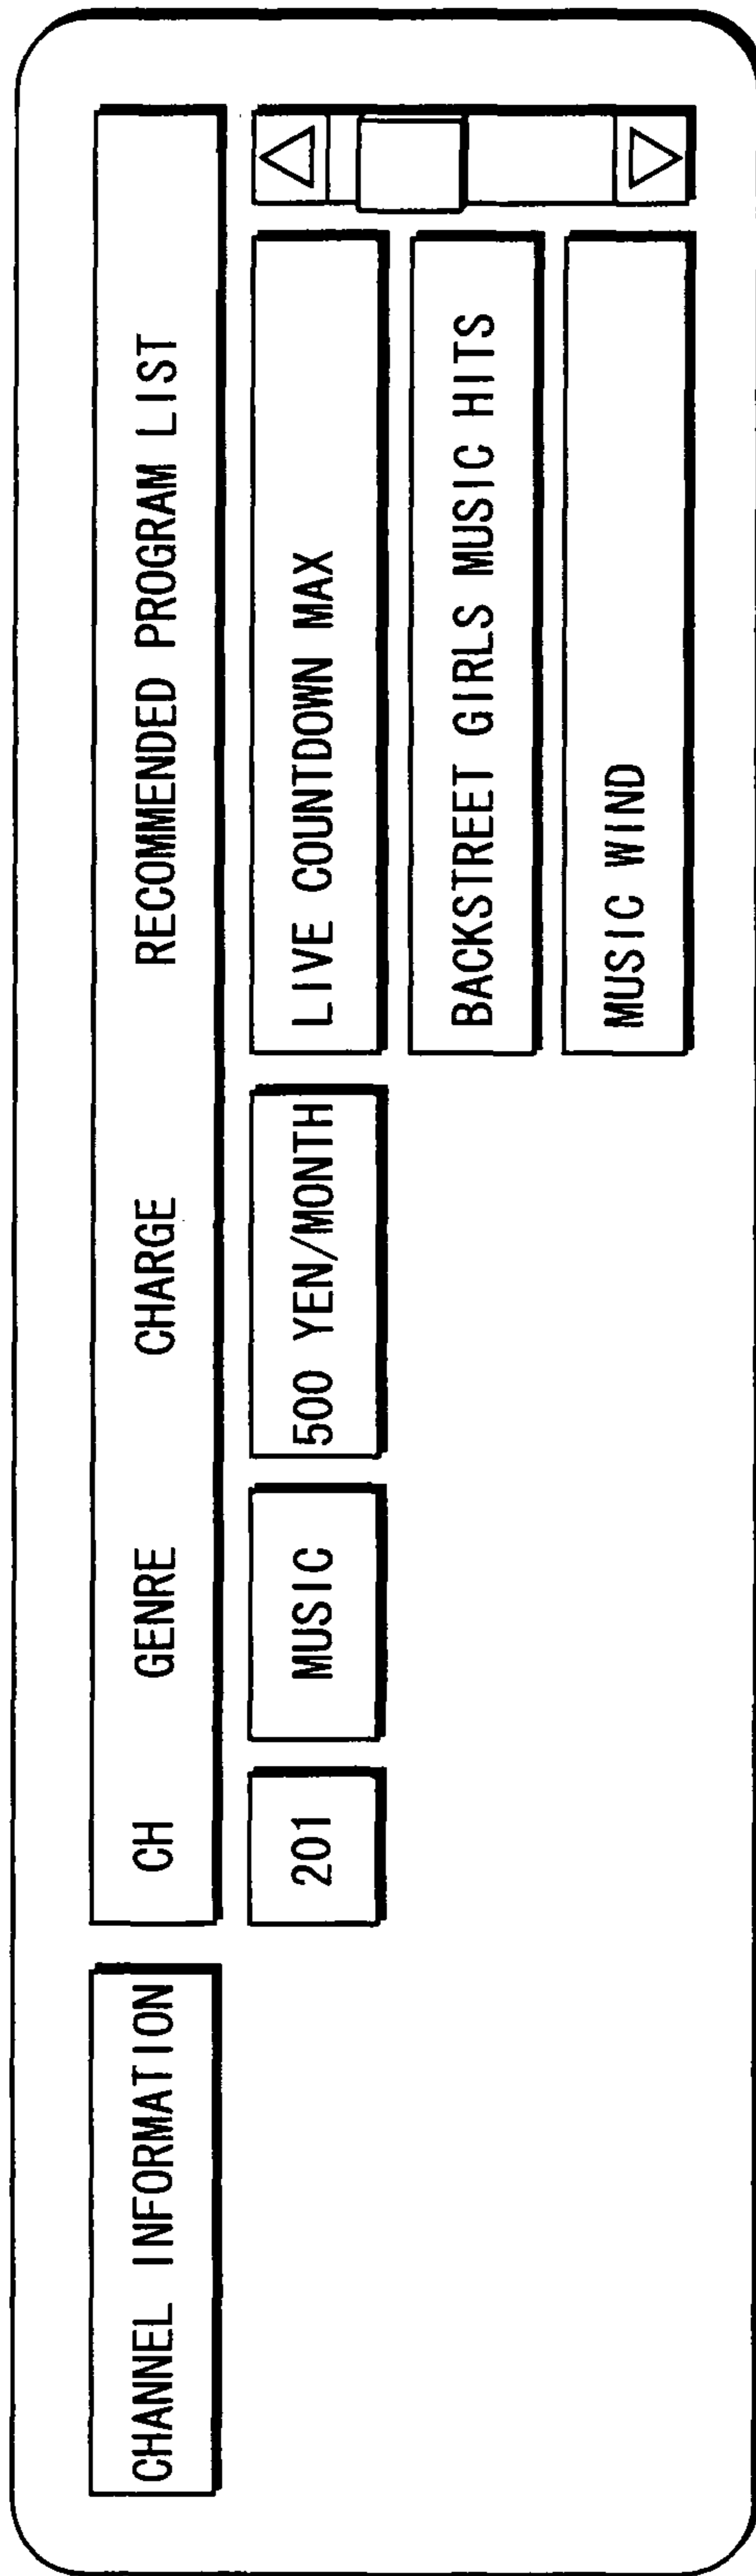 CHANNEL INFORMATION
CH GENRE CHARGE RECOMMENDED PROGRAM LIST
201 MUSIC 500 YEN/MONTH LIVE COUNTDOWN MAX
BACKSTREET GIRLS MUSIC HITS
MUSIC WIND